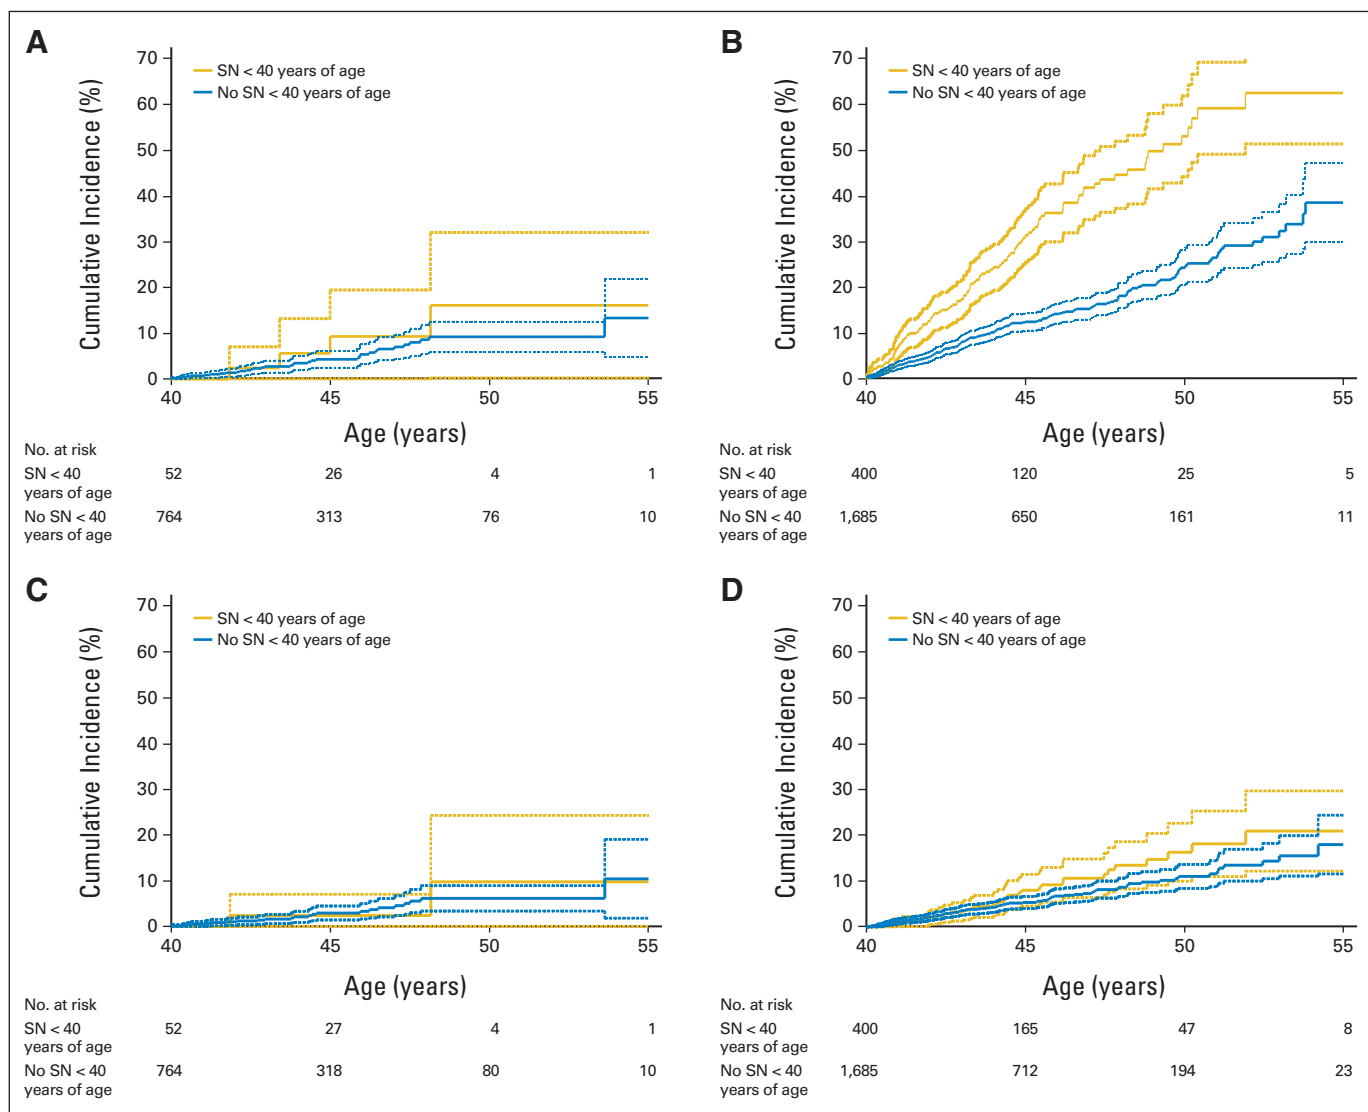 A
Cumulative Incidence (%)
70
60
50
40
30
20
10
0
SN < 40 years of age
No SN < 40 years of age
40 45 50 55
Age (years)
No. at risk
SN < 40 52 26 4 1
years of age
No SN < 40 764 313 76 10
years of age
B
Cumulative Incidence (%)
70
60
50
40
30
20
10
0
SN < 40 years of age
No SN < 40 years of age
40 45 50 55
Age (years)
No. at risk
SN < 40 400 120 25 5
years of age
No SN < 40 1,685 650 161 11
years of age
C
Cumulative Incidence (%)
70
60
50
40
30
20
10
0
SN < 40 years of age
No SN < 40 years of age
40 45 50 55
Age (years)
No. at risk
SN < 40 52 27 4 1
years of age
No SN < 40 764 318 80 10
years of age
D
Cumulative Incidence (%)
70
60
50
40
30
20
10
0
SN < 40 years of age
No SN < 40 years of age
40 45 50 55
Age (years)
No. at risk
SN < 40 400 165 47 8
years of age
No SN < 40 1,685 712 194 23
years of age